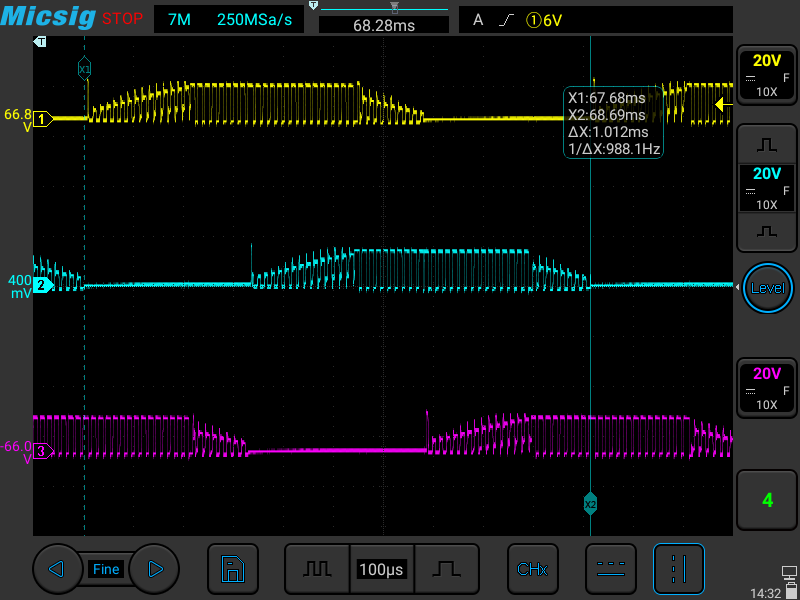 Micsig STOP 7M 250MSa/s T 68.28ms A ①6V
T
X1
20V
F
10X
X1:67.68ms
X2:68.69ms
ΔX:1.012ms
1/ΔX:988.1Hz
66.8
V
1
20V
F
10X
400
mV
2
Level
20V
F
10X
-66.0
V
3
X2
4
Fine
100µs
CHx
14:32